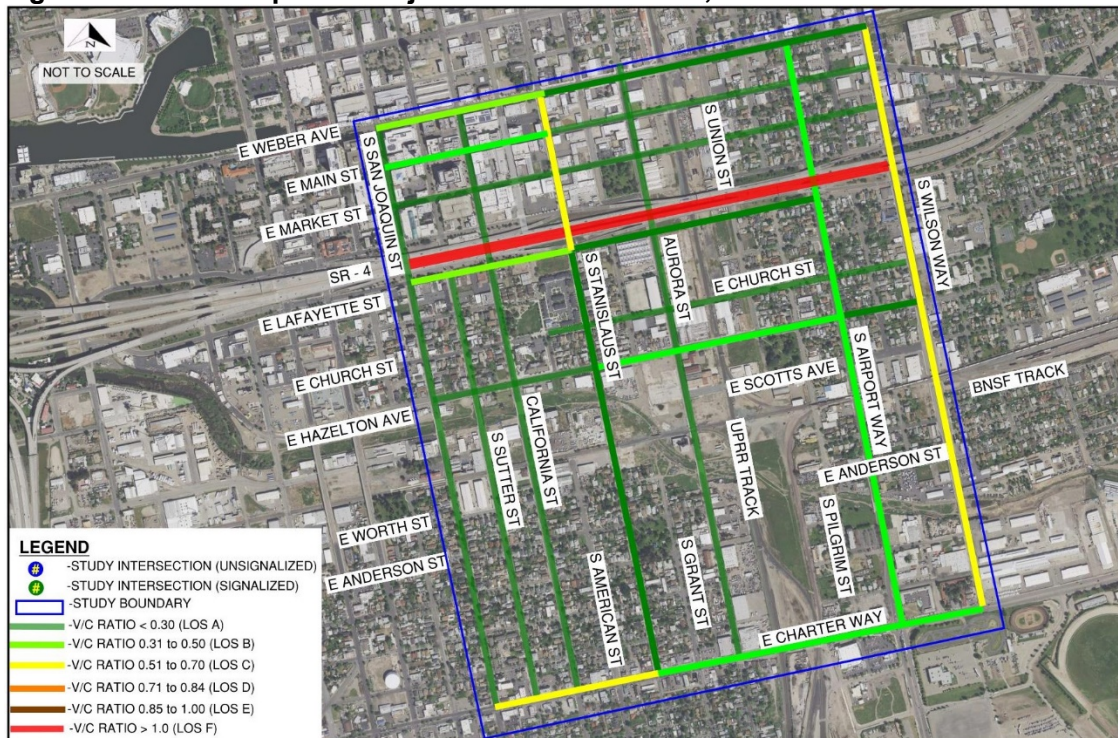 N
NOT TO SCALE
E WEBER AVE
E MAIN ST
E MARKET ST
S SAN JOAQUIN ST
SR - 4
E LAFAYETTE ST
E CHURCH ST
E HAZELTON AVE
E WORTH ST
E ANDERSON ST
S SUTTER ST
CALIFORNIA ST
S AMERICAN ST
S STANISLAUS ST
S GRANT ST
AURORA ST
S UNION ST
UPRR TRACK
E CHURCH ST
E SCOTTS AVE
S PILGRIM ST
S AIRPORT WAY
S WILSON WAY
BNSF TRACK
E ANDERSON ST
E CHARTER WAY
LEGEND
# -STUDY INTERSECTION (UNSIGNALIZED)
# -STUDY INTERSECTION (SIGNALIZED)
-STUDY BOUNDARY
-V/C RATIO < 0.30 (LOS A)
-V/C RATIO 0.31 to 0.50 (LOS B)
-V/C RATIO 0.51 to 0.70 (LOS C)
-V/C RATIO 0.71 to 0.84 (LOS D)
-V/C RATIO 0.85 to 1.00 (LOS E)
-V/C RATIO > 1.0 (LOS F)